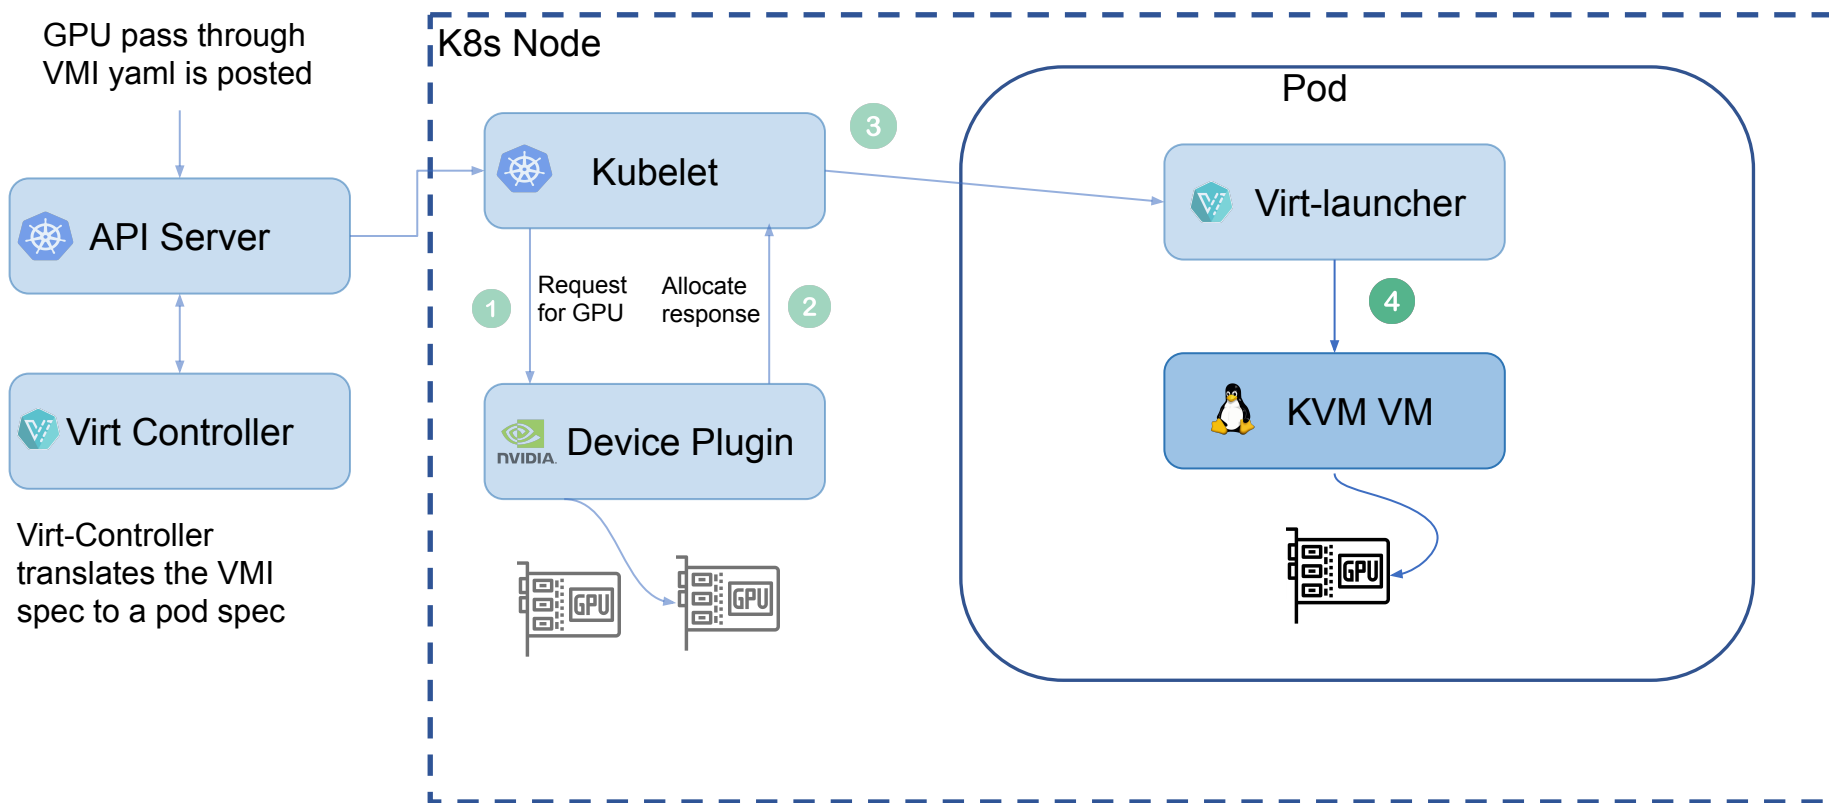 GPU pass through
VMI yaml is posted
K8s Node
Pod
3
Kubelet
Virt-launcher
API Server
1
Request
for GPU
Allocate
response
2
4
Virt Controller
NVIDIA.
Device Plugin
KVM VM
Virt-Controller
translates the VMI
spec to a pod spec
GPU
GPU
GPU